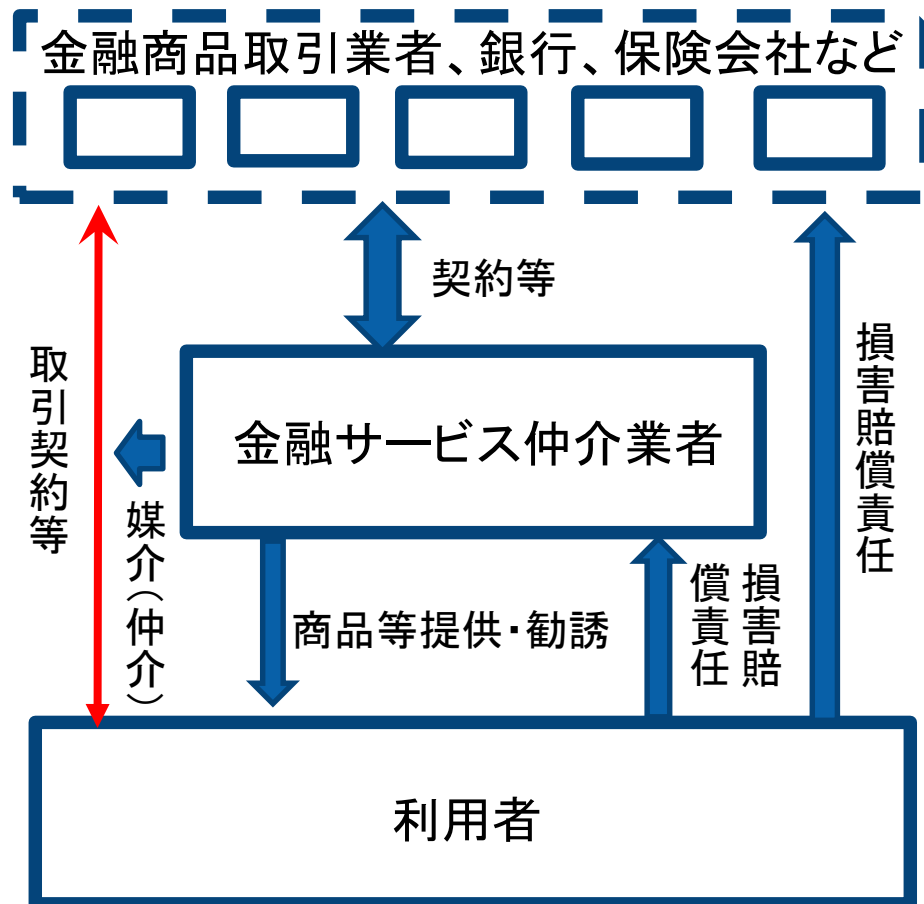 金融商品取引業者、銀行、保険会社など
契約等
取引契約等
損害賠償責任
金融サービス仲介業者
媒介(仲介)
商品等提供・勧誘
損害賠
償責任
利用者